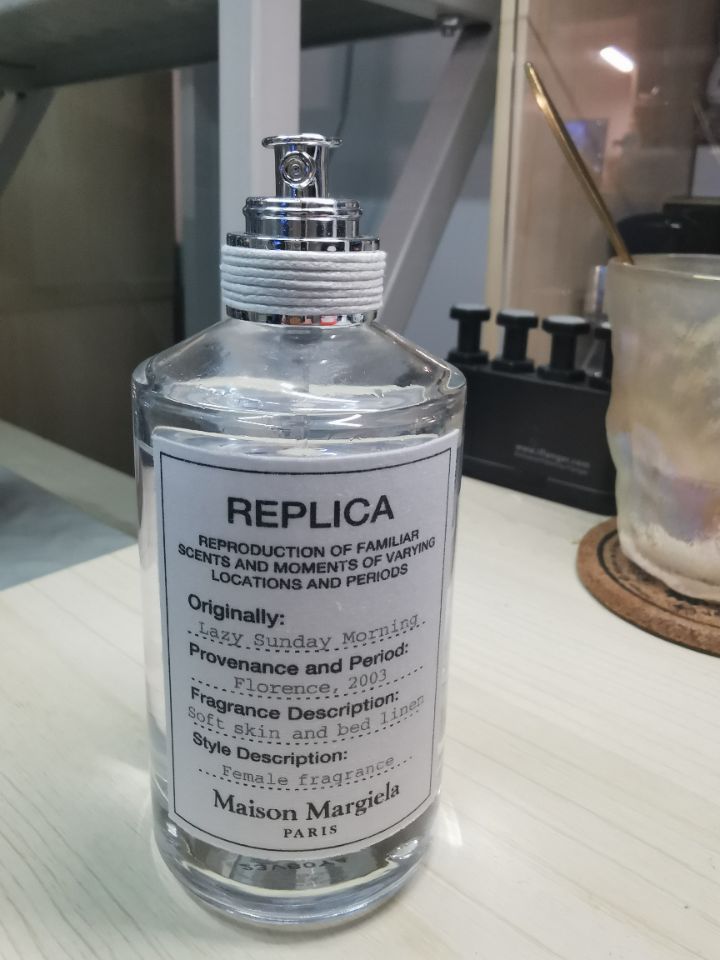 REPLICA
REPRODUCTION OF FAMILIAR
SCENTS AND MOMENTS OF VARYING
LOCATIONS AND PERIODS
Originally:
Lazy Sunday Morning
Provenance and Period:
Florence, 2003
Fragrance Description:
Soft skin and bed linen
Style Description:
Female fragrance
Maison Margiela
PARIS